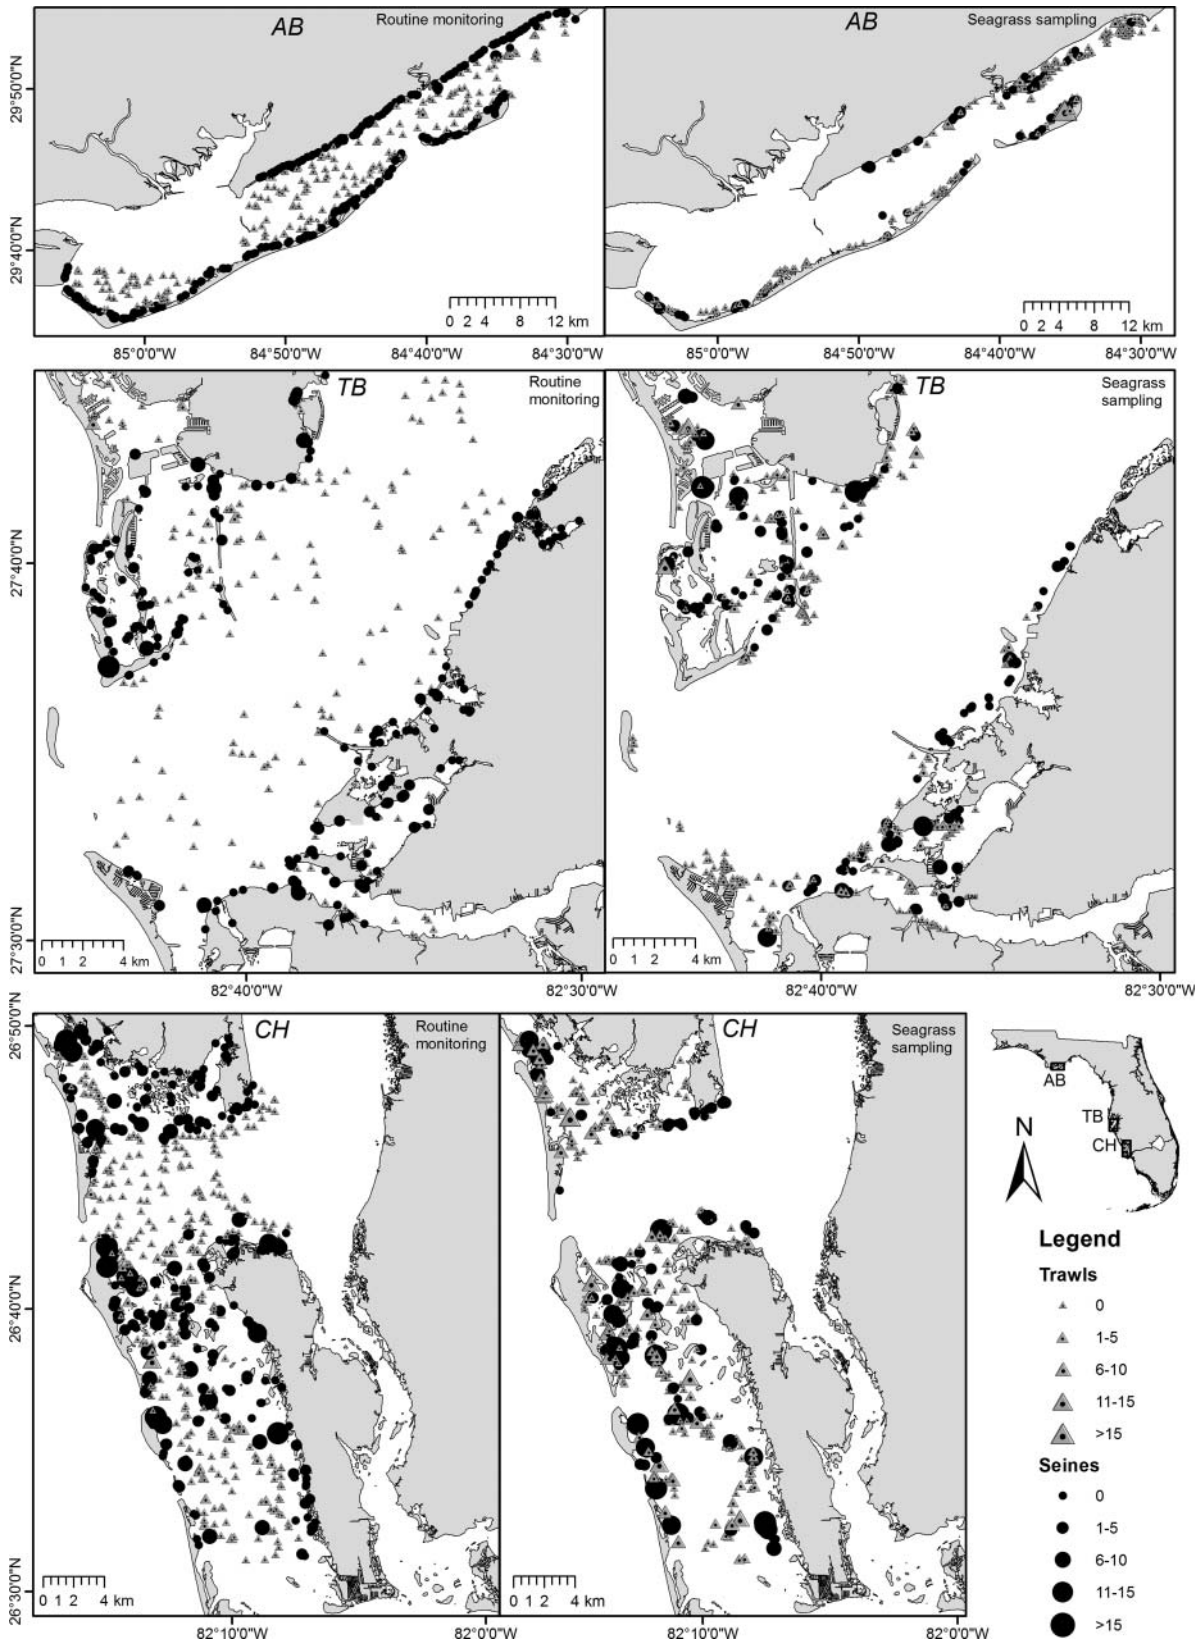 AB
Routine monitoring
AB
Seagrass sampling
29°50'0"N
29°40'0"N
0 2 4 8 12 km
0 2 4 8 12 km
85°0'0"W
84°50'0"W
84°40'0"W
84°30'0"W
85°0'0"W
84°50'0"W
84°40'0"W
84°30'0"W
TB
Routine
monitoring
TB
Seagrass
sampling
27°40'0"N
27°30'0"N
0 1 2 4 km
0 1 2 4 km
82°40'0"W
82°30'0"W
82°40'0"W
82°30'0"W
CH
Routine
monitoring
CH
Seagrass
sampling
26°50'0"N
26°40'0"N
26°30'0"N
0 1 2 4 km
0 1 2 4 km
82°10'0"W
82°0'0"W
82°10'0"W
82°0'0"W
AB
TB
CH
N
Legend
Trawls
0
1-5
6-10
11-15
>15
Seines
0
1-5
6-10
11-15
>15